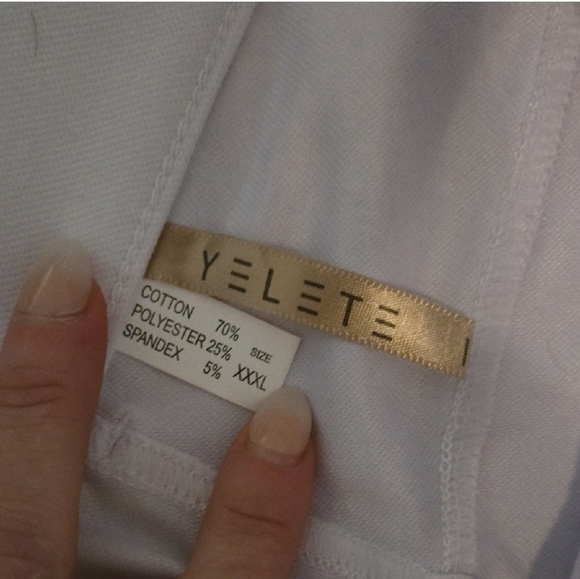 YELETE
COTTON 70%
POLYESTER 25% SIZE
SPANDEX 5% XXXL